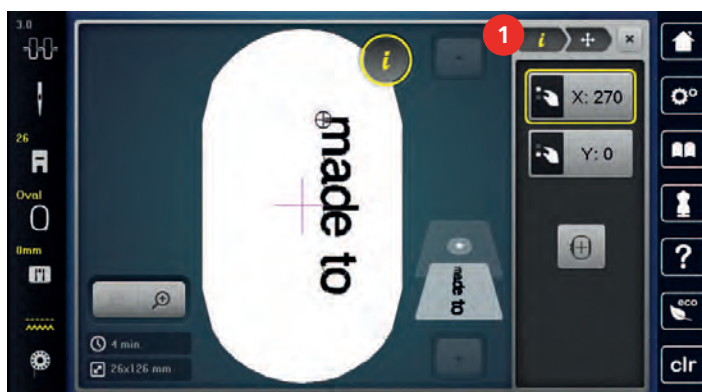 3.0
26
Oval
8mm
i
made to
4 min
26x126 mm
made to
1
i
X: 270
Y: 0
?
eco
clr